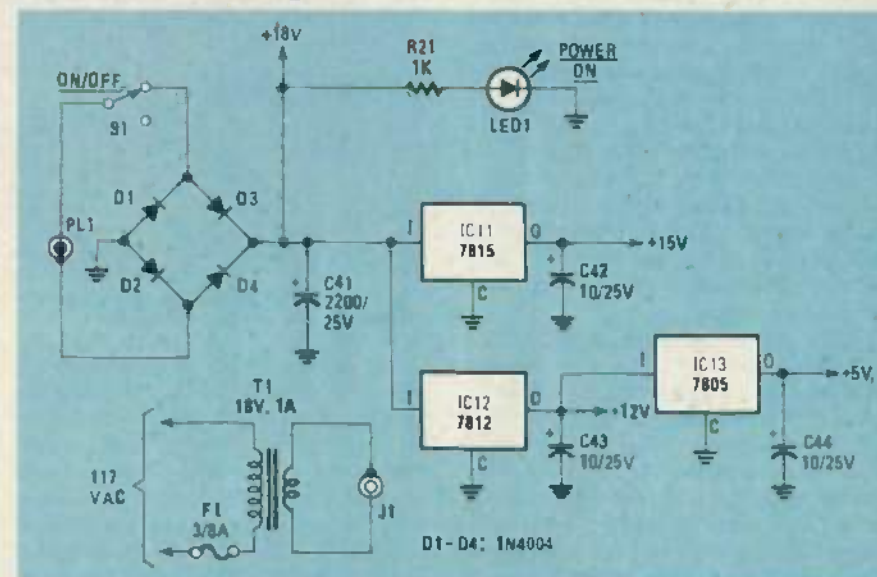 +18V
R21
1K
POWER
ON
ON/OFF
S1
LED1
D1
D3
PL1
D2
D4
I
IC11
7815
O
+15V
C
+
C41
2200/
25V
+
C42
10/25V
T1
18V, 1A
I
IC12
7812
O
+12V
C
I
IC13
7805
O
+5V,
C
+
C43
10/25V
+
C44
10/25V
117
VAC
F1
3/8A
J1
D1-D4: 1N4004